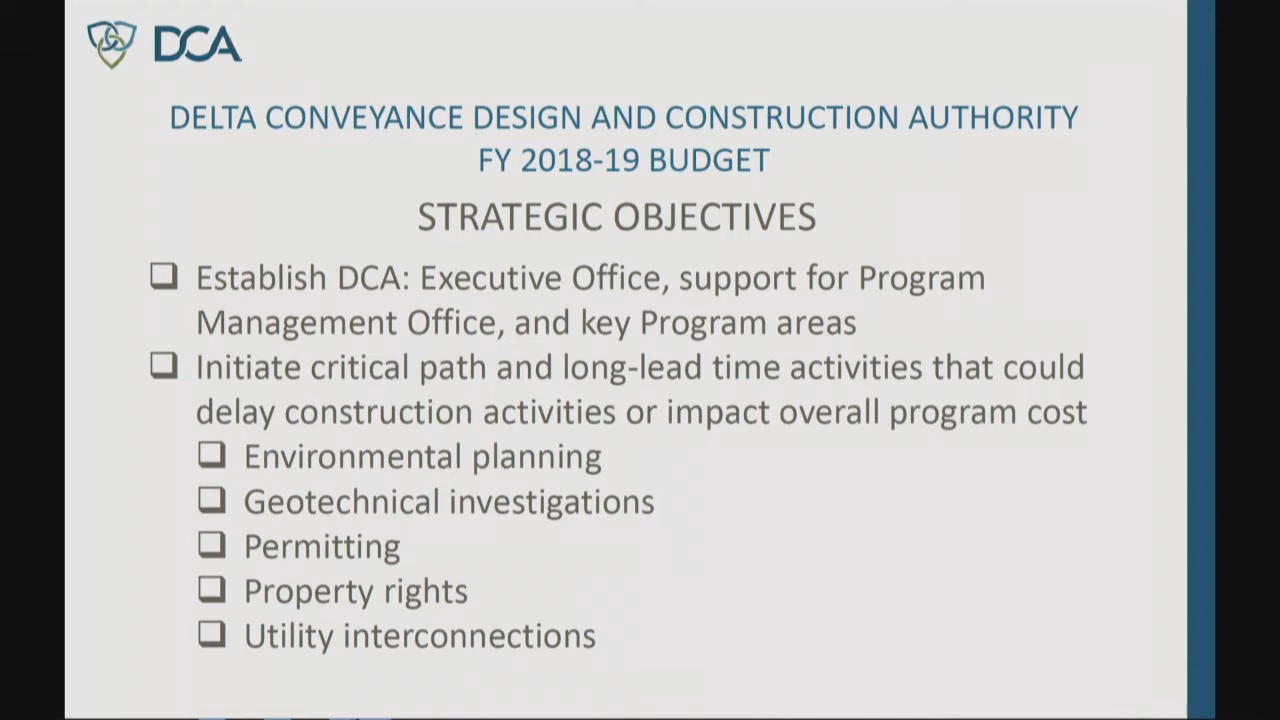 DCA
DELTA CONVEYANCE DESIGN AND CONSTRUCTION AUTHORITY
FY 2018-19 BUDGET
STRATEGIC OBJECTIVES
Establish DCA: Executive Office, support for Program
Management Office, and key Program areas
Initiate critical path and long-lead time activities that could
delay construction activities or impact overall program cost
Environmental planning
Geotechnical investigations
Permitting
Property rights
Utility interconnections